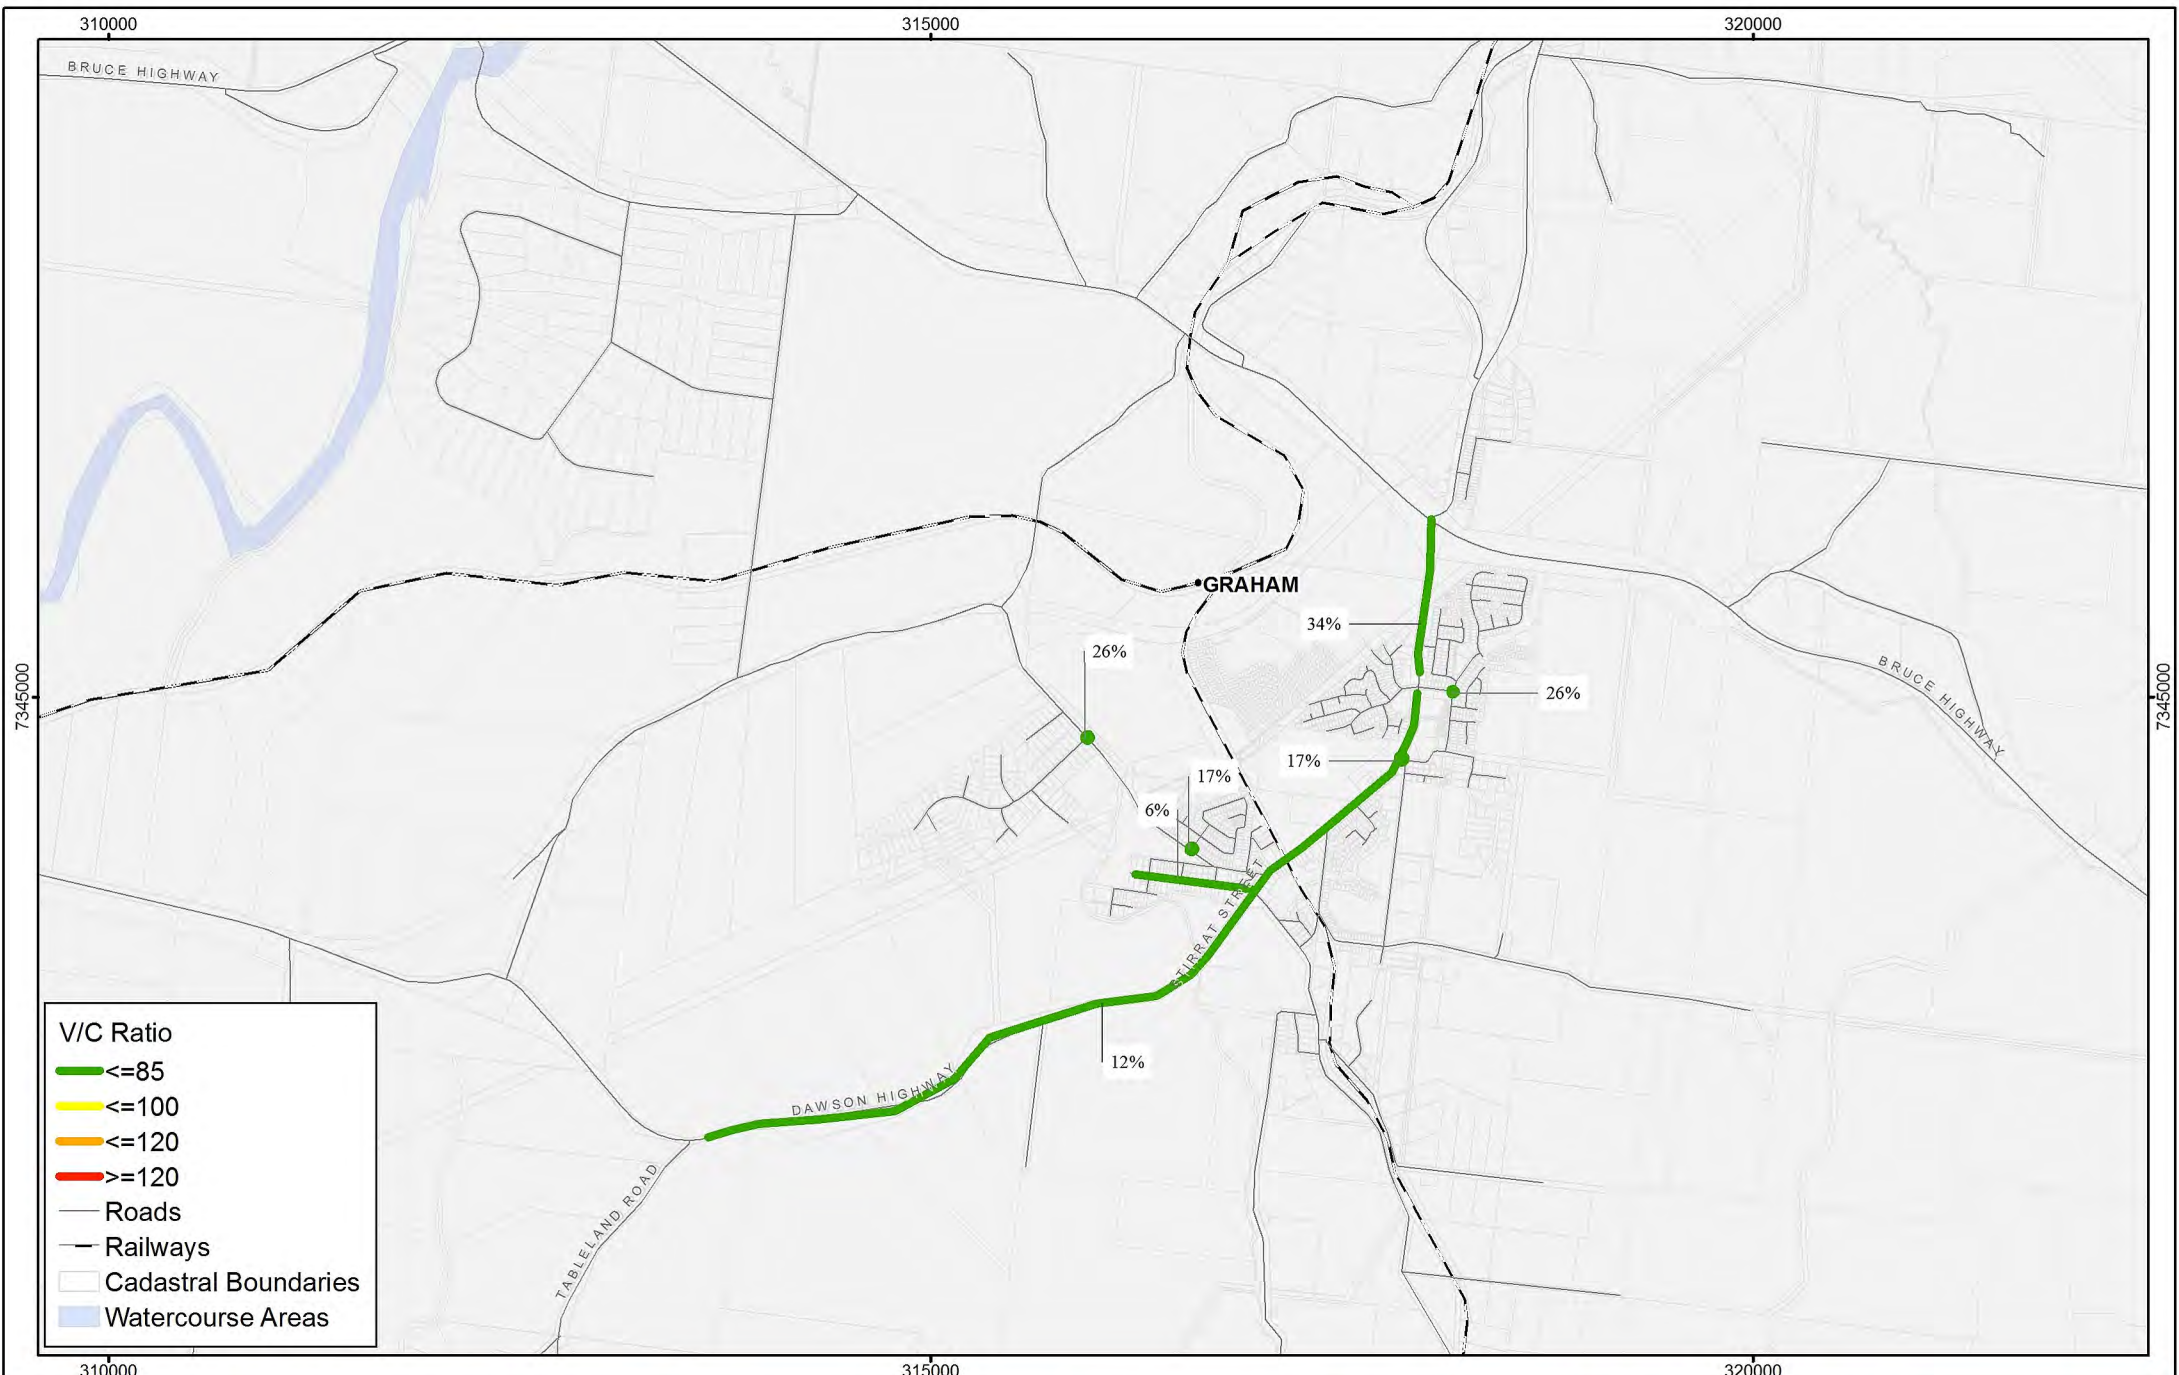 310000
315000
320000
BRUCE HIGHWAY
GRAHAM
34%
26%
7345000
7345000
26%
BRUCE HIGHWAY
17%
17%
6%
STIRRAT STREET
12%
DAWSON HIGHWAY
TABLELAND ROAD
V/C Ratio
<=85
<=100
<=120
>=120
Roads
Railways
Cadastral Boundaries
Watercourse Areas
310000
315000
320000